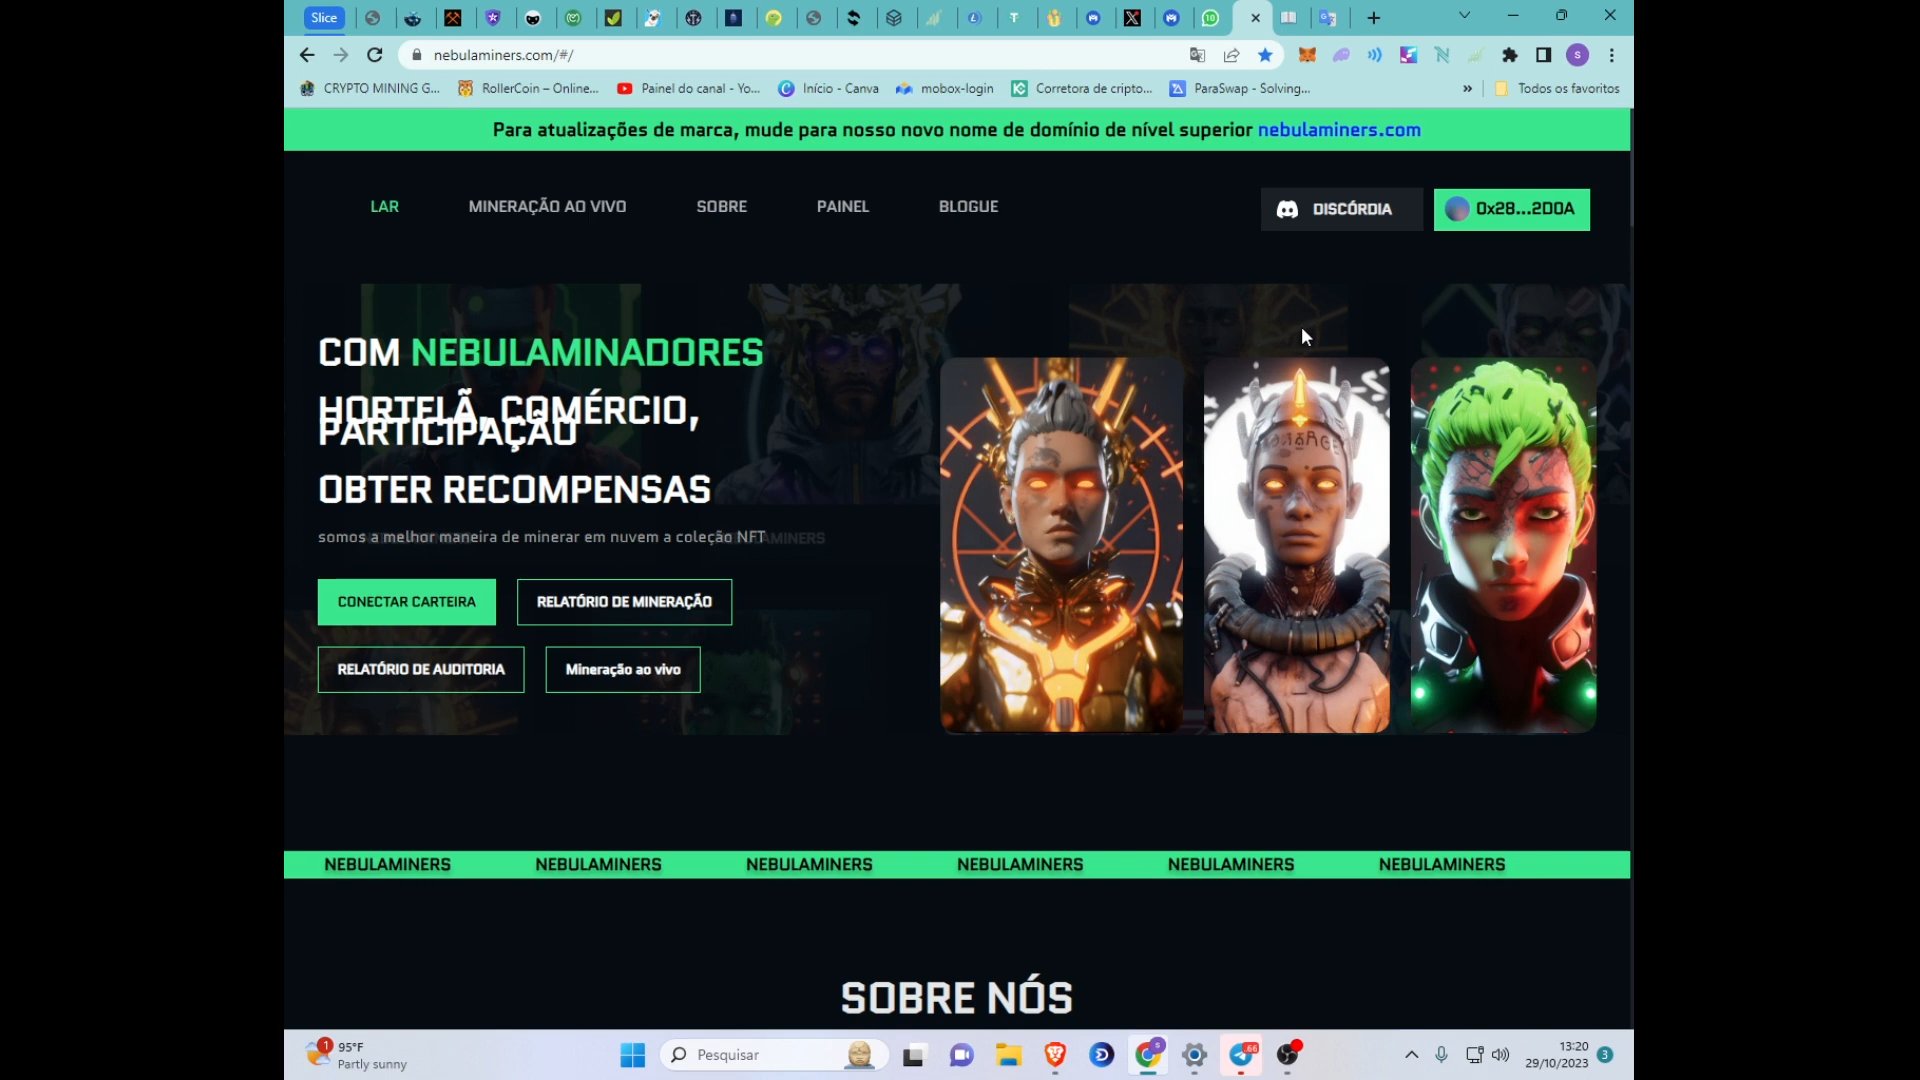 Slice
nebulaminers.com/#/
CRYPTO MINING G...
RollerCoin – Online...
Painel do canal - Yo...
Início - Canva
mobox-login
Corretora de cripto...
ParaSwap - Solving...
»
Todos os favoritos
Para atualizações de marca, mude para nosso novo nome de domínio de nível superior nebulaminers.com
LAR
MINERAÇÃO AO VIVO
SOBRE
PAINEL
BLOGUE
DISCÓRDIA
0x28...2D0A
COM NEBULAMINADORES
HORTELÃ, COMÉRCIO,
PARTICIPAÇÃO
OBTER RECOMPENSAS
somos a melhor maneira de minerar em nuvem a coleção NFT
CONECTAR CARTEIRA
RELATÓRIO DE MINERAÇÃO
RELATÓRIO DE AUDITORIA
Mineração ao vivo
NEBULAMINERS NEBULAMINERS NEBULAMINERS NEBULAMINERS NEBULAMINERS NEBULAMINERS
SOBRE NÓS
1
95°F
Partly sunny
Pesquisar
66
13:20
29/10/2023
3